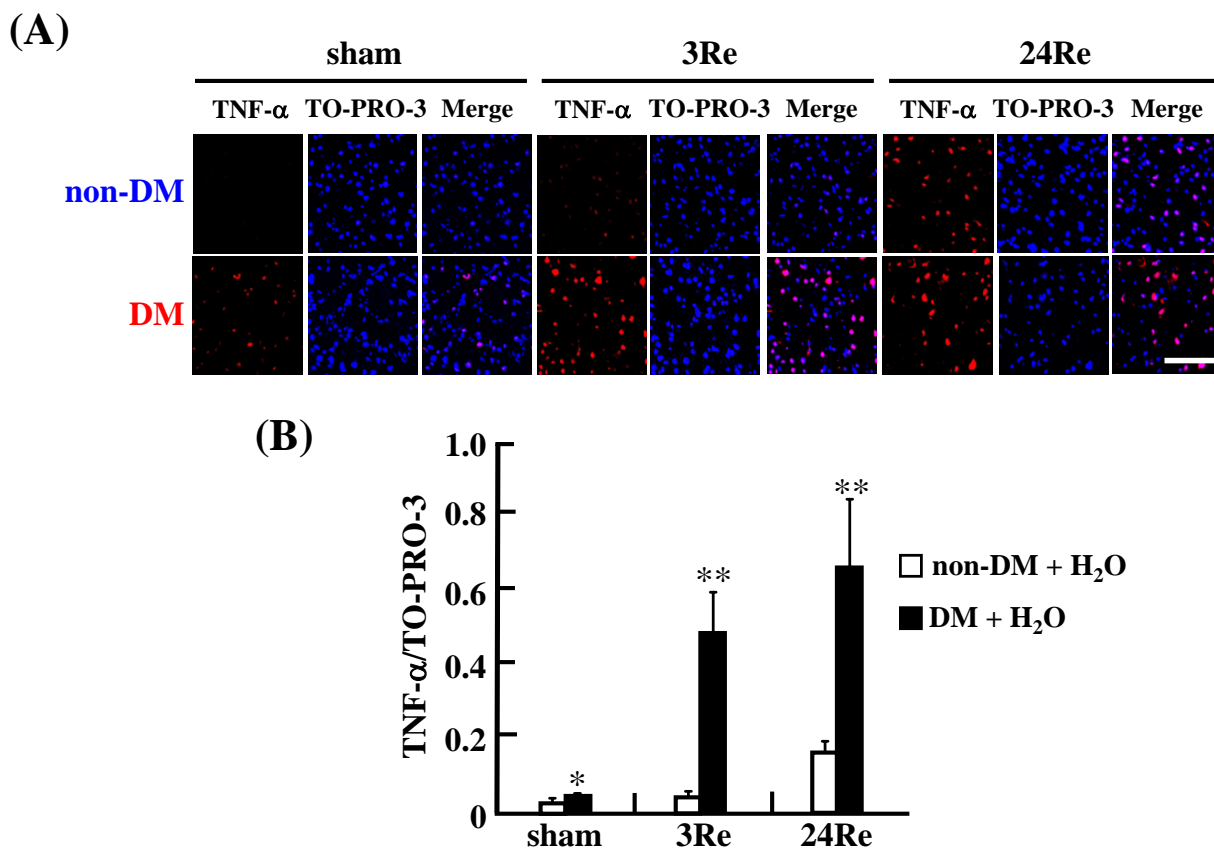 (A)
sham 3Re 24Re
TNF-α TO-PRO-3 Merge TNF-α TO-PRO-3 Merge TNF-α TO-PRO-3 Merge
non-DM
DM
(B)
TNF-α/TO-PRO-3
1.0
0.8
0.6
0.4
0.2
0
*
**
**
sham 3Re 24Re
non-DM + H₂O
DM + H₂O